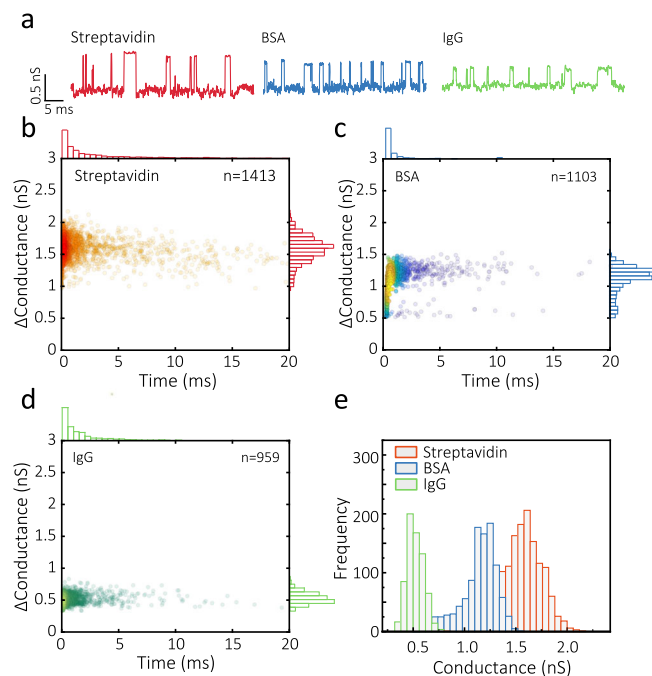 a
Streptavidin
BSA
IgG
0.5 nS
5 ms
b
Streptavidin
n=1413
3
2.5
2
1.5
1
0.5
0
0
5
10
15
20
ΔConductance (nS)
Time (ms)
c
BSA
n=1103
3
2.5
2
1.5
1
0.5
0
0
5
10
15
20
ΔConductance (nS)
Time (ms)
d
IgG
n=959
3
2.5
2
1.5
1
0.5
0
0
5
10
15
20
ΔConductance (nS)
Time (ms)
e
Streptavidin
BSA
IgG
300
200
100
0
0.5
1.0
1.5
2.0
Frequency
Conductance (nS)